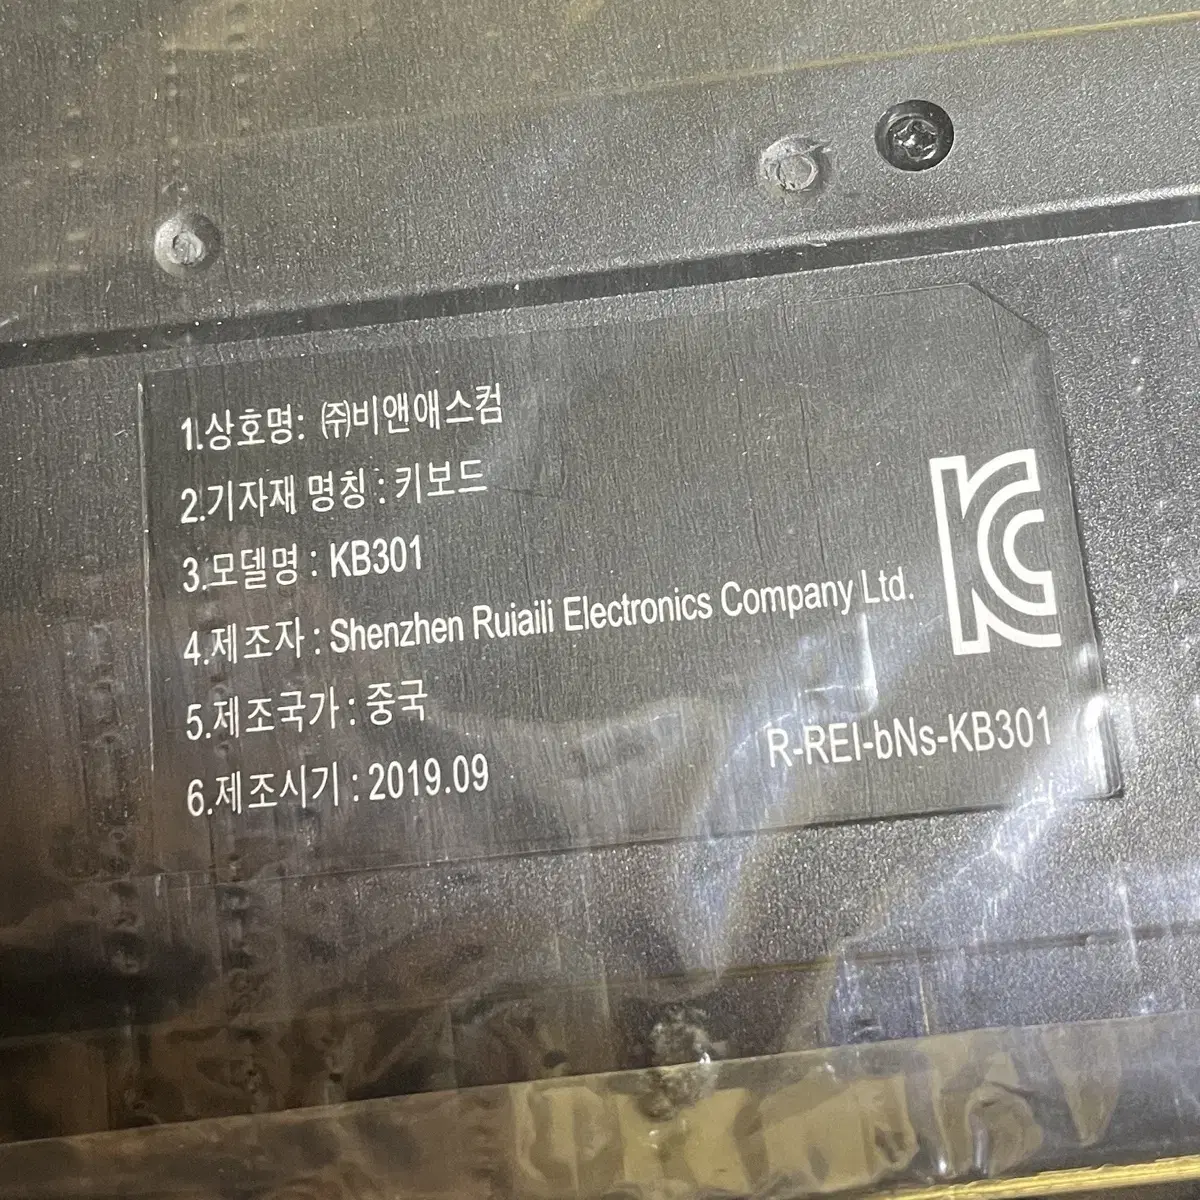 1.상호명: ㈜비앤애스컴
2.기자재 명칭 : 키보드
3.모델명 : KB301
4.제조자 : Shenzhen Ruiaili Electronics Company Ltd.
5.제조국가 : 중국
6.제조시기 : 2019.09
KC
R-REI-bNs-KB301